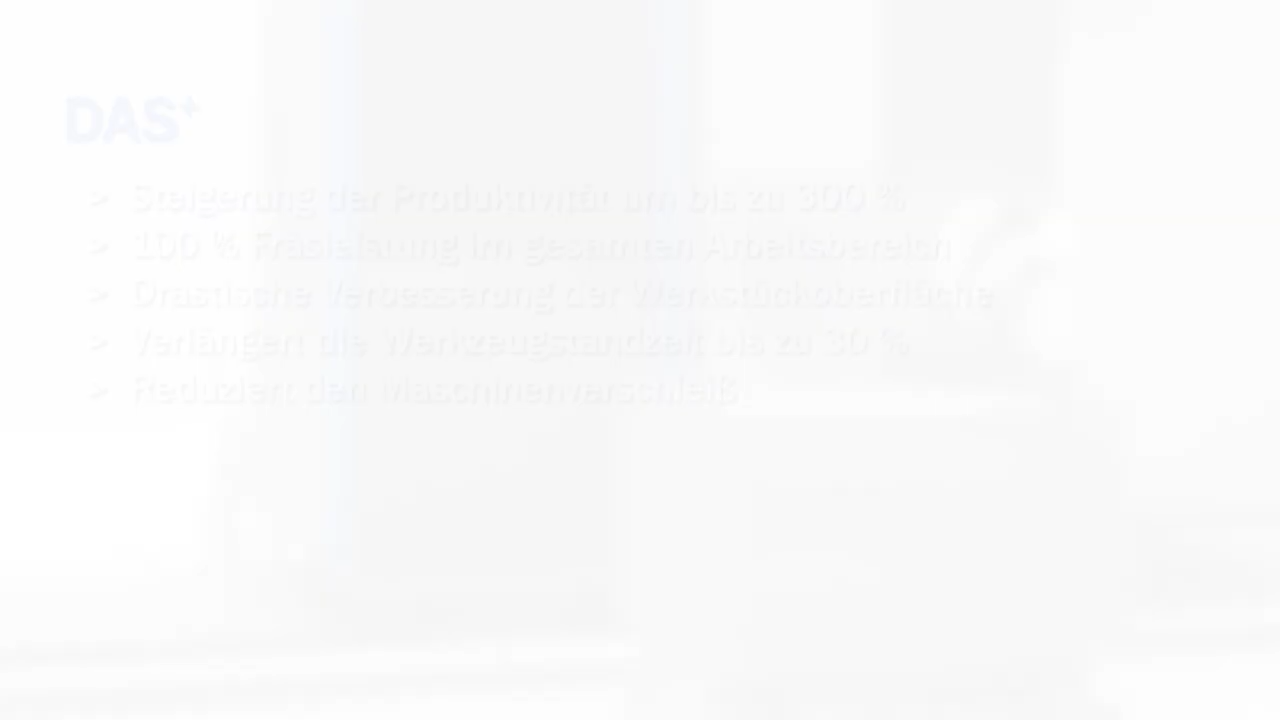 DAS+
> Steigerung der Produktivität um bis zu 300 %
> 100 % Fräsleistung im gesamten Arbeitsbereich
> Drastische Verbesserung der Werkstückoberfläche
> Verlängert die Werkzeugstandzeit bis zu 30 %
> Reduziert den Maschinenverschleiß